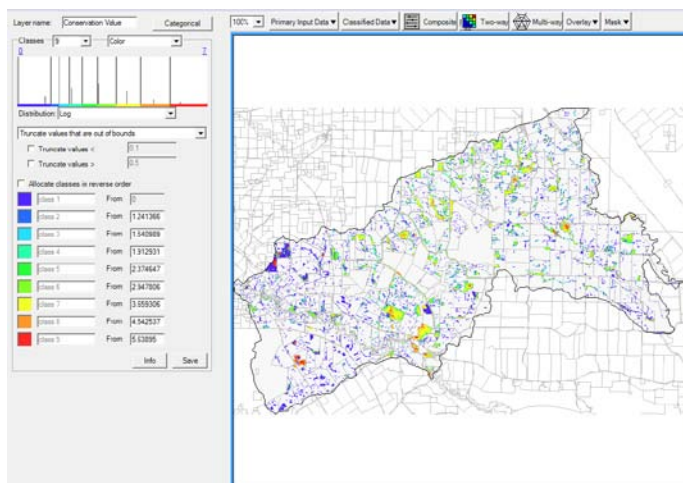 Layer name: Conservation Value Categorical
100% Primary Input Data Classified Data Composite Two-way Multi-way Overlay Mask
Classes 9 Color
0 7
Distribution: Log
Truncate values that are out of bounds
Truncate values < 0.1
Truncate values > 0.5
Allocate classes in reverse order
class 1 From 0
class 2 From 1.241366
class 3 From 1.540989
class 4 From 1.912931
class 5 From 2.374647
class 6 From 2.947806
class 7 From 3.659306
class 8 From 4.542537
class 9 From 5.63895
Info Save